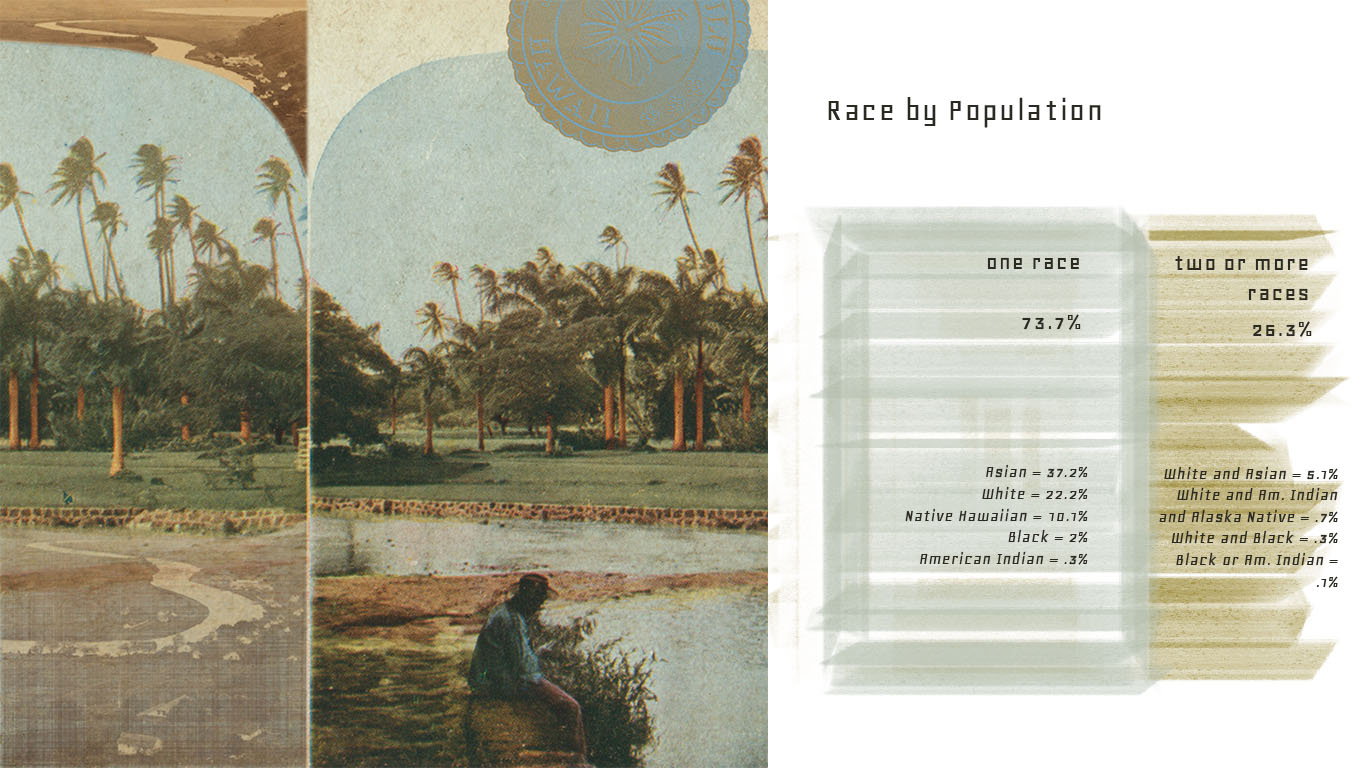 HAWAII
Race by Population
one race
73.7%
two or more
races
26.3%
Asian = 37.2%
White = 22.2%
Native Hawaiian = 10.1%
Black = 2%
American Indian = .3%
White and Asian = 5.1%
White and Am. Indian
and Alaska Native = .7%
White and Black = .3%
Black or Am. Indian =
.1%